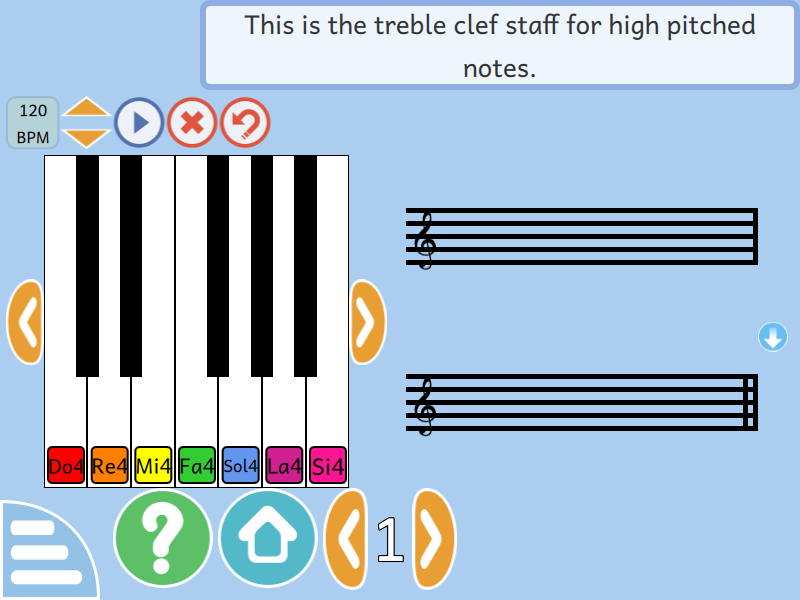 This is the treble clef staff for high pitched
notes.
120
BPM
Do4 Re4 Mi4 Fa4 Sol4 La4 Si4
1